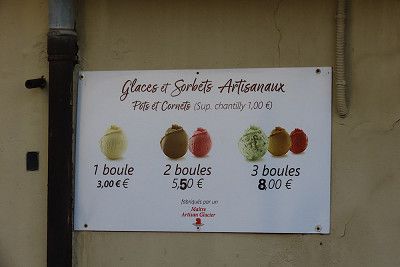 Glaces et Sorbets Artisanaux
Pots et Cornets (Sup. chantilly 1,00 €)
1 boule 2 boules 3 boules
3,00 €€ 5,50 € 8,00 €
fabriqués par un
Maître
Artisan Glacier